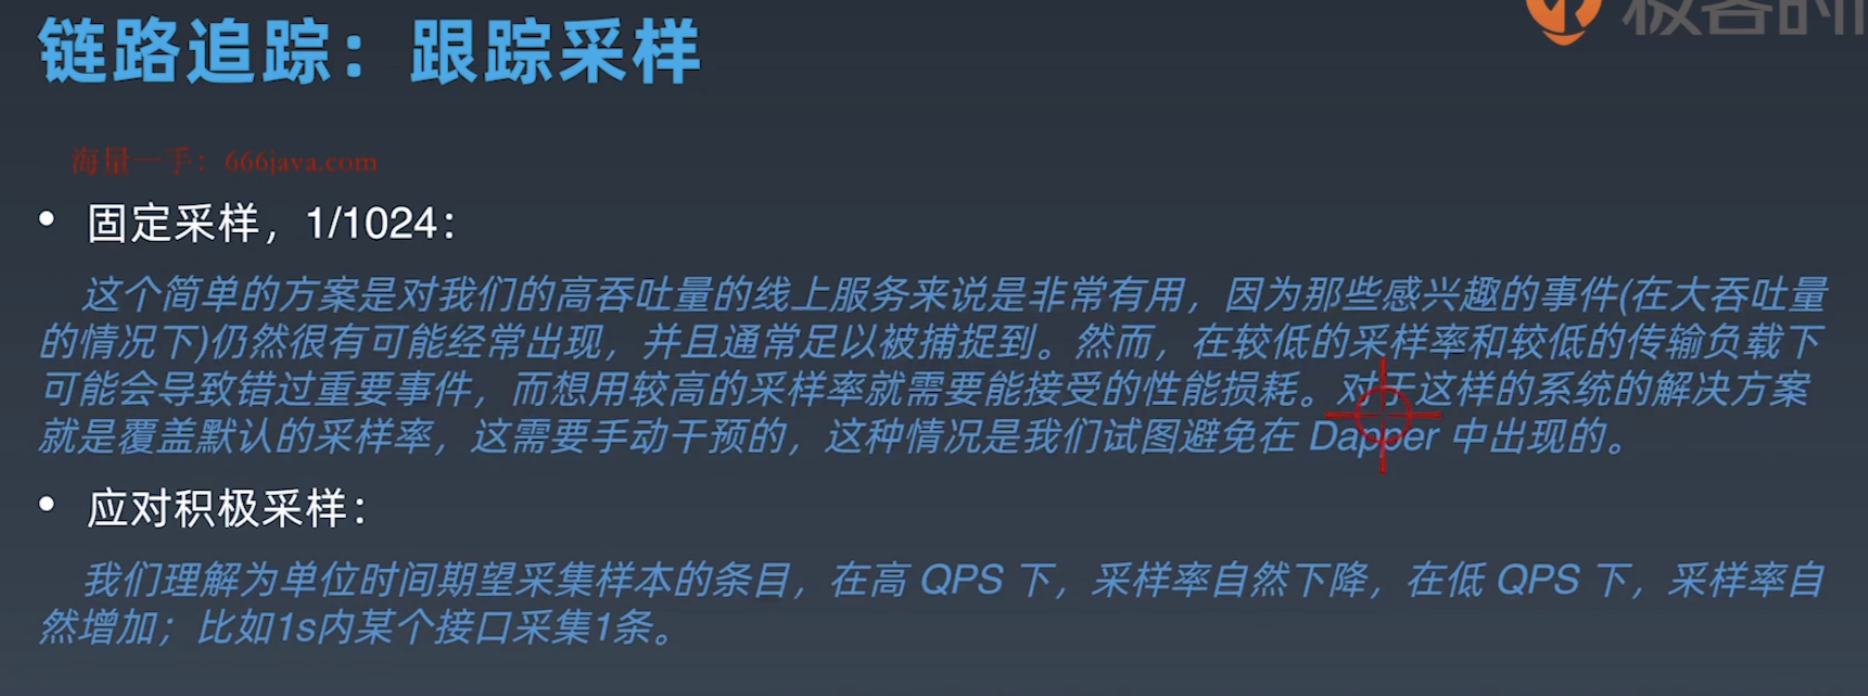 链路追踪：跟踪采样
极客时
海量一手：666java.com
• 固定采样，1/1024：
这个简单的方案是对我们的高吞吐量的线上服务来说是非常有用，因为那些感兴趣的事件(在大吞吐量
的情况下)仍然很有可能经常出现，并且通常足以被捕捉到。然而，在较低的采样率和较低的传输负载下
可能会导致错过重要事件，而想用较高的采样率就需要能接受的性能损耗。对于这样的系统的解决方案
就是覆盖默认的采样率，这需要手动干预的，这种情况是我们试图避免在 Dapper 中出现的。
• 应对积极采样：
我们理解为单位时间期望采集样本的条目，在高 QPS 下，采样率自然下降，在低 QPS 下，采样率自
然增加；比如1s内某个接口采集1条。